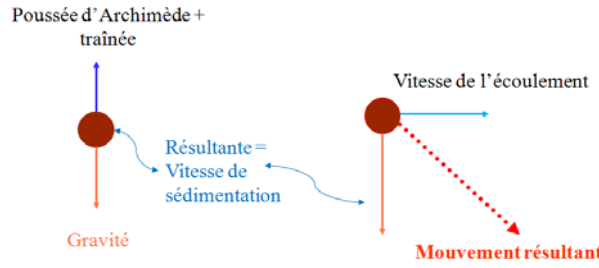 Poussée d'Archimède +
traînée
Vitesse de l'écoulement
Résultante =
Vitesse de
sédimentation
Gravité
Mouvement résultant